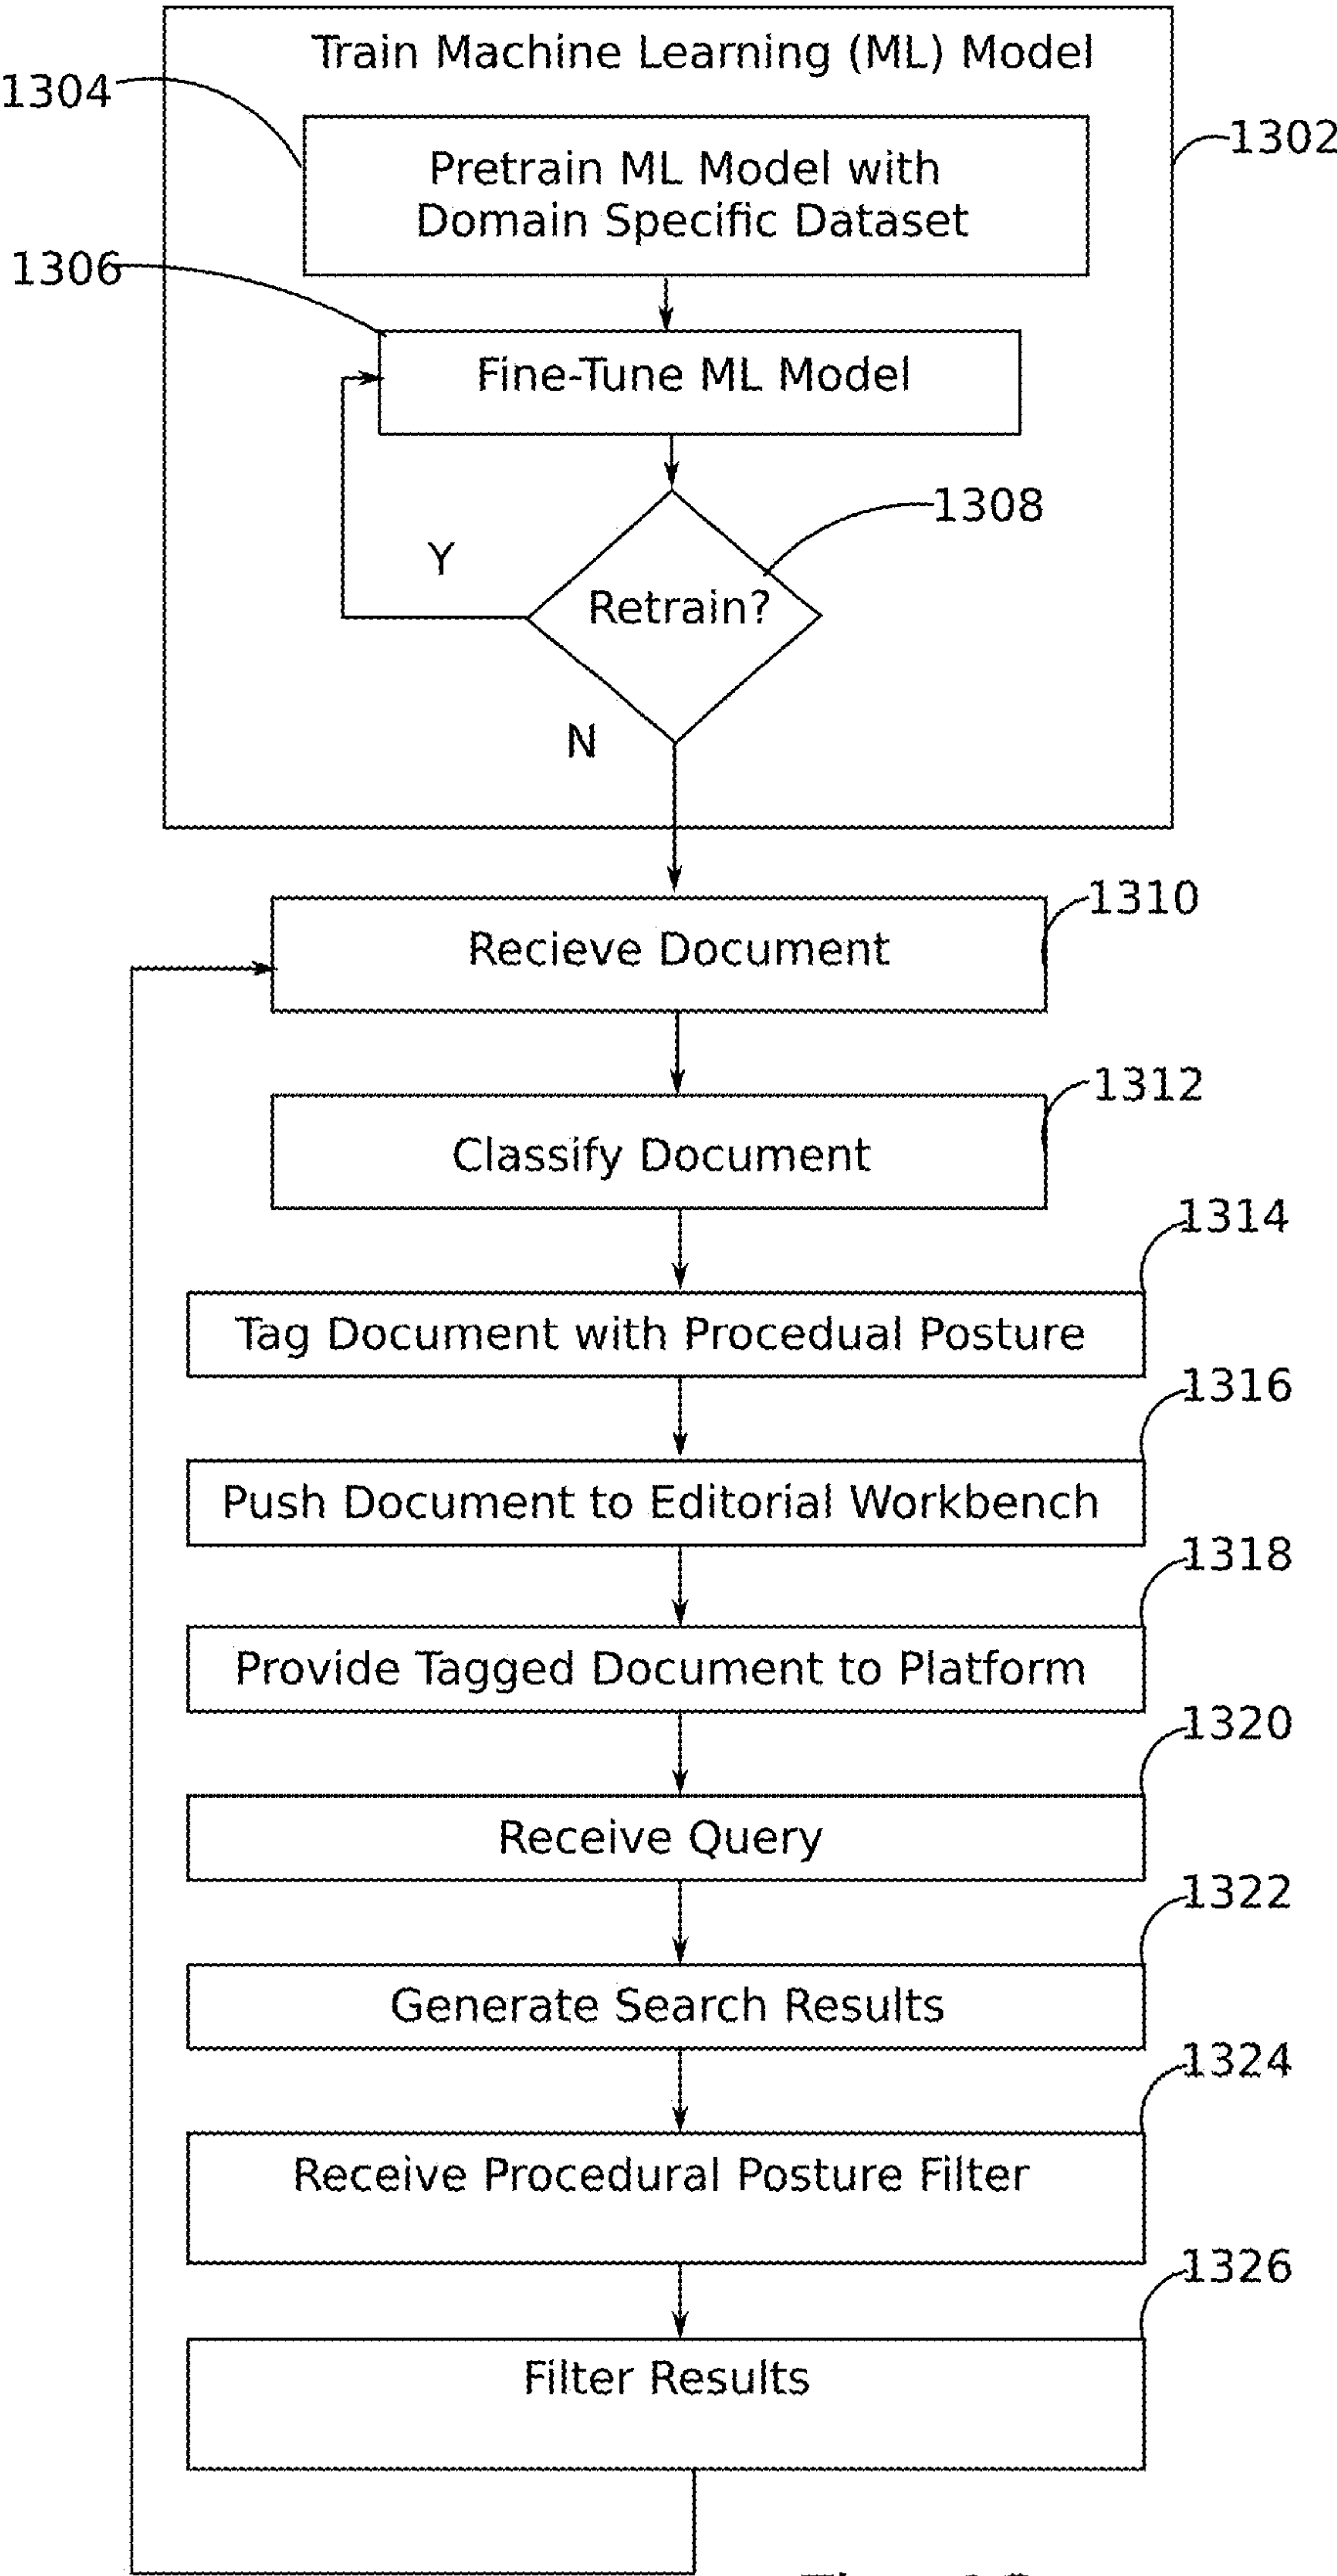 Train Machine Learning (ML) Model
1304
1302
Pretrain ML Model with
Domain Specific Dataset
1306
Fine-Tune ML Model
1308
Y
Retrain?
N
1310
Recieve Document
1312
Classify Document
1314
Tag Document with Procedual Posture
1316
Push Document to Editorial Workbench
1318
Provide Tagged Document to Platform
1320
Receive Query
1322
Generate Search Results
1324
Receive Procedural Posture Filter
1326
Filter Results